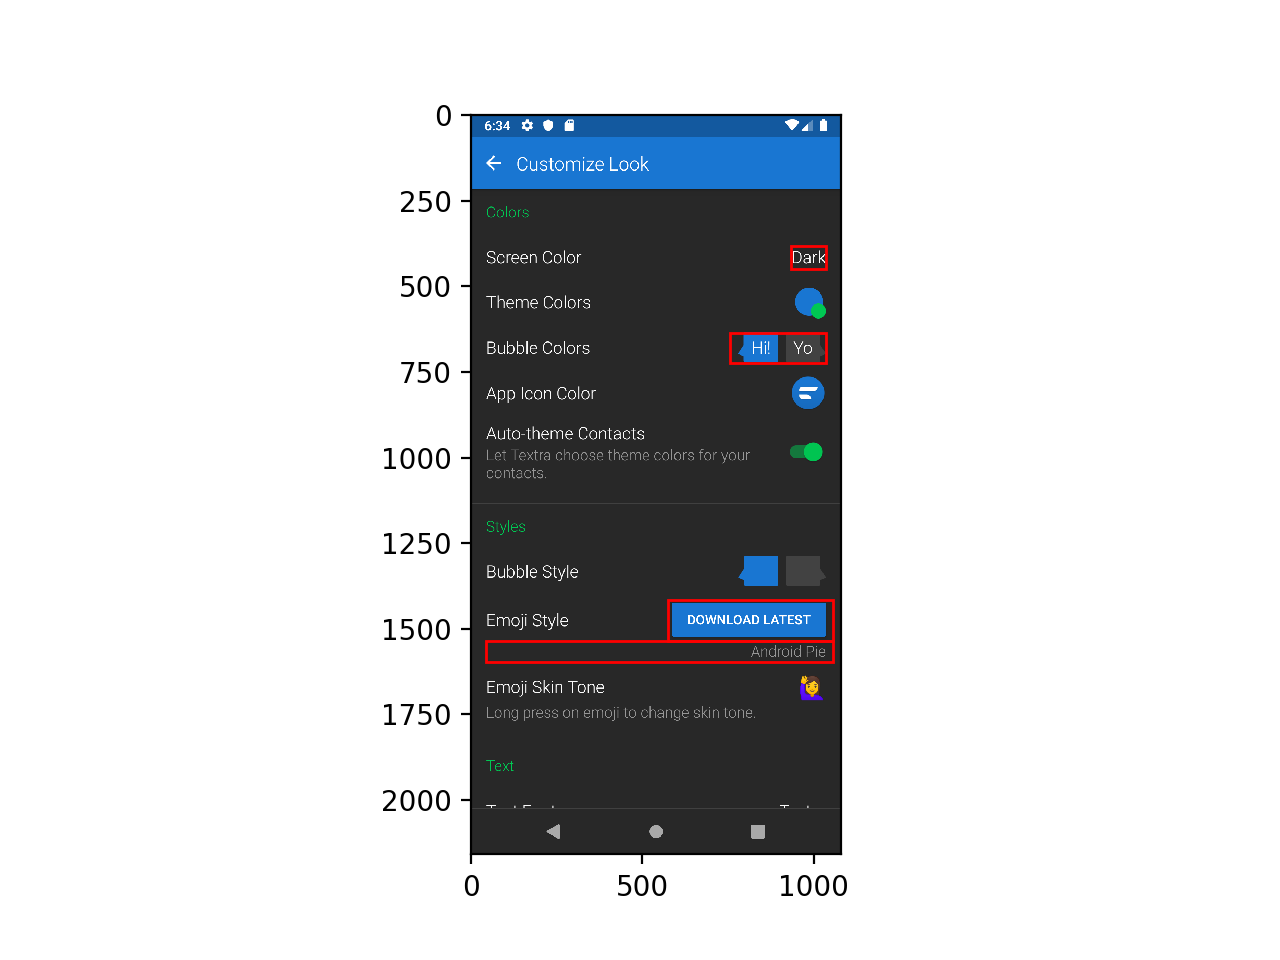 0
250
500
750
1000
1250
1500
1750
2000
0
500
1000
6:34
Customize Look
Colors
Screen Color
Dark
Theme Colors
Bubble Colors
Hi!
Yo
App Icon Color
Auto-theme Contacts
Let Textra choose theme colors for your
contacts.
Styles
Bubble Style
Emoji Style
DOWNLOAD LATEST
Android Pie
Emoji Skin Tone
Long press on emoji to change skin tone.
Text